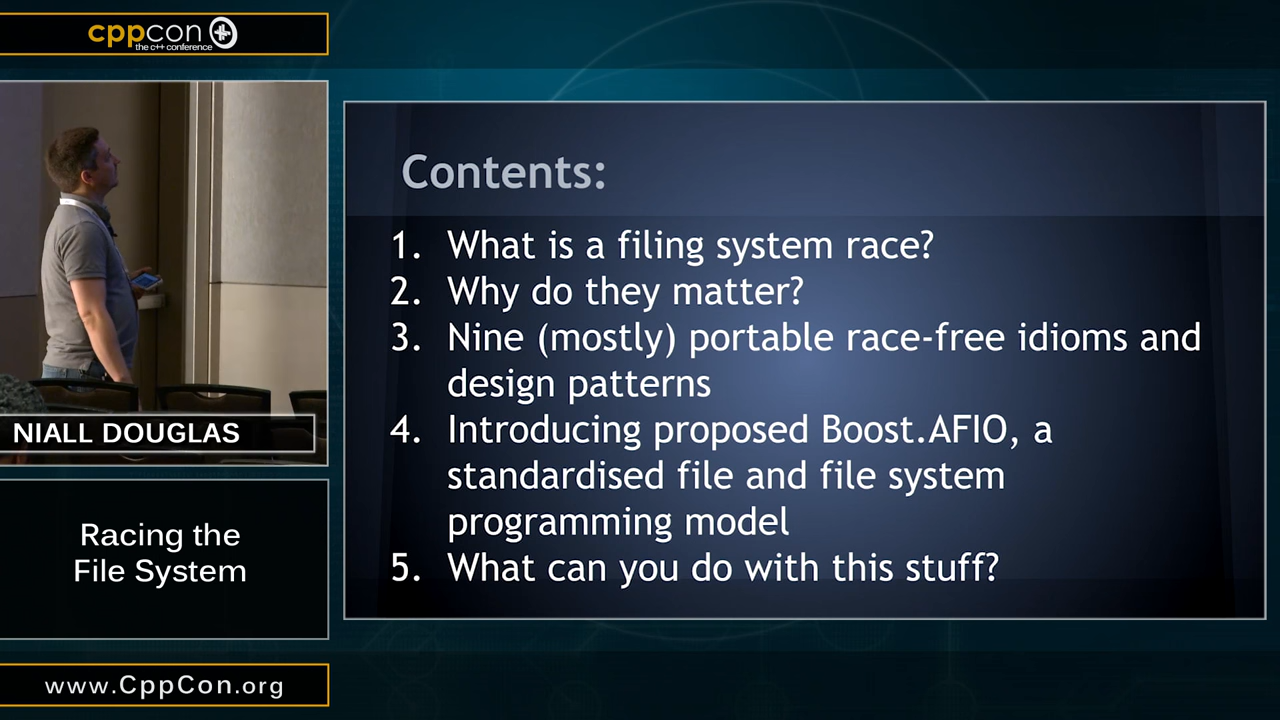 cppcon
the c++ conference
NIALL DOUGLAS
Racing the
File System
www.CppCon.org
Contents:
1. What is a filing system race?
2. Why do they matter?
3. Nine (mostly) portable race-free idioms and
design patterns
4. Introducing proposed Boost.AFIO, a
standardised file and file system
programming model
5. What can you do with this stuff?